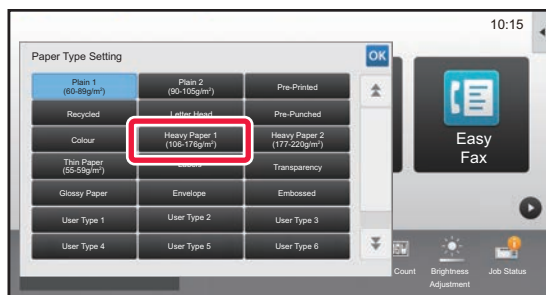 10:15
Paper Type Setting
OK
Plain 1
(60-89g/m²)
Plain 2
(90-105g/m²)
Pre-Printed
Recycled
Letter Head
Pre-Punched
Colour
Heavy Paper 1
(106-176g/m²)
Heavy Paper 2
(177-220g/m²)
Thin Paper
(55-59g/m²)
Labels
Transparency
Glossy Paper
Envelope
Embossed
User Type 1
User Type 2
User Type 3
User Type 4
User Type 5
User Type 6
Easy
Fax
Count
Brightness
Adjustment
Job Status